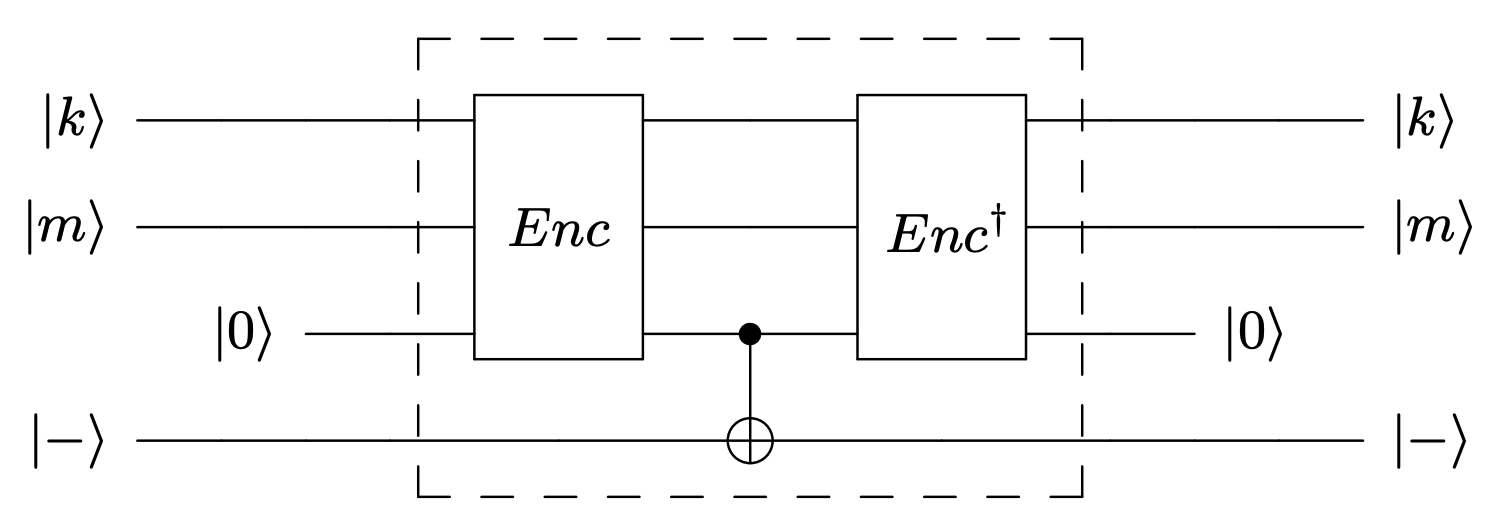 |k⟩ |k⟩
|m⟩ Enc Enc† |m⟩
|0⟩ |0⟩
|−⟩ |−⟩